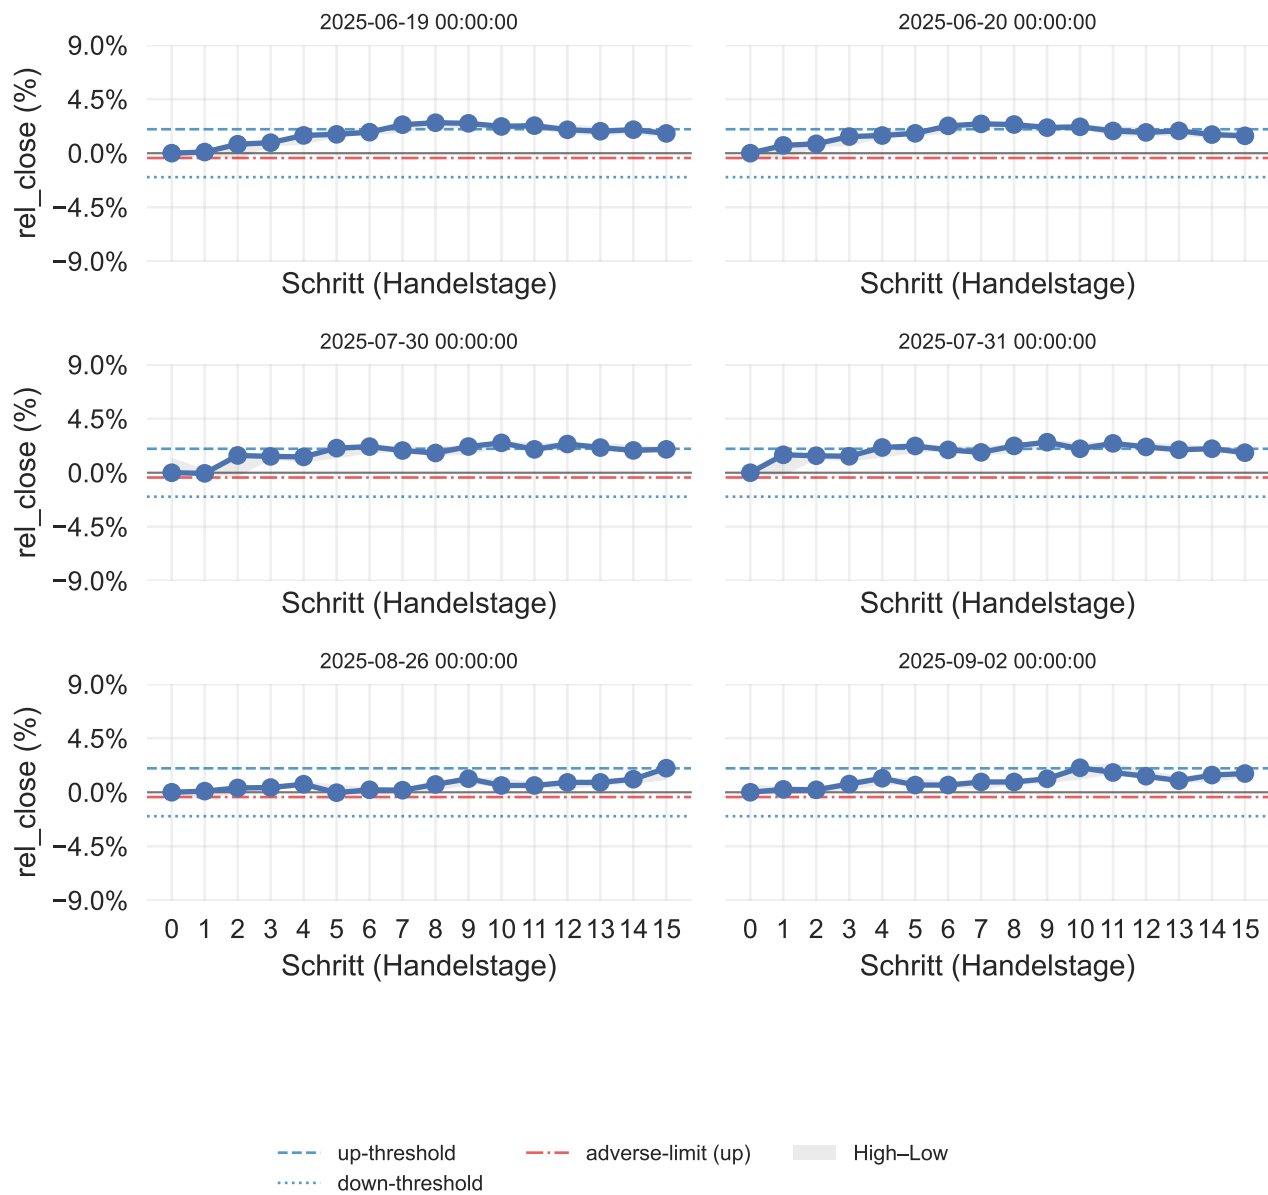 2025-06-19 00:00:00
2025-06-20 00:00:00
9.0%
4.5%
0.0%
−4.5%
−9.0%
rel_close (%)
Schritt (Handelstage)
Schritt (Handelstage)
2025-07-30 00:00:00
2025-07-31 00:00:00
9.0%
4.5%
0.0%
−4.5%
−9.0%
rel_close (%)
Schritt (Handelstage)
Schritt (Handelstage)
2025-08-26 00:00:00
2025-09-02 00:00:00
9.0%
4.5%
0.0%
−4.5%
−9.0%
rel_close (%)
0 1 2 3 4 5 6 7 8 9 10 11 12 13 14 15
0 1 2 3 4 5 6 7 8 9 10 11 12 13 14 15
Schritt (Handelstage)
Schritt (Handelstage)
up-threshold
adverse-limit (up)
High–Low
down-threshold